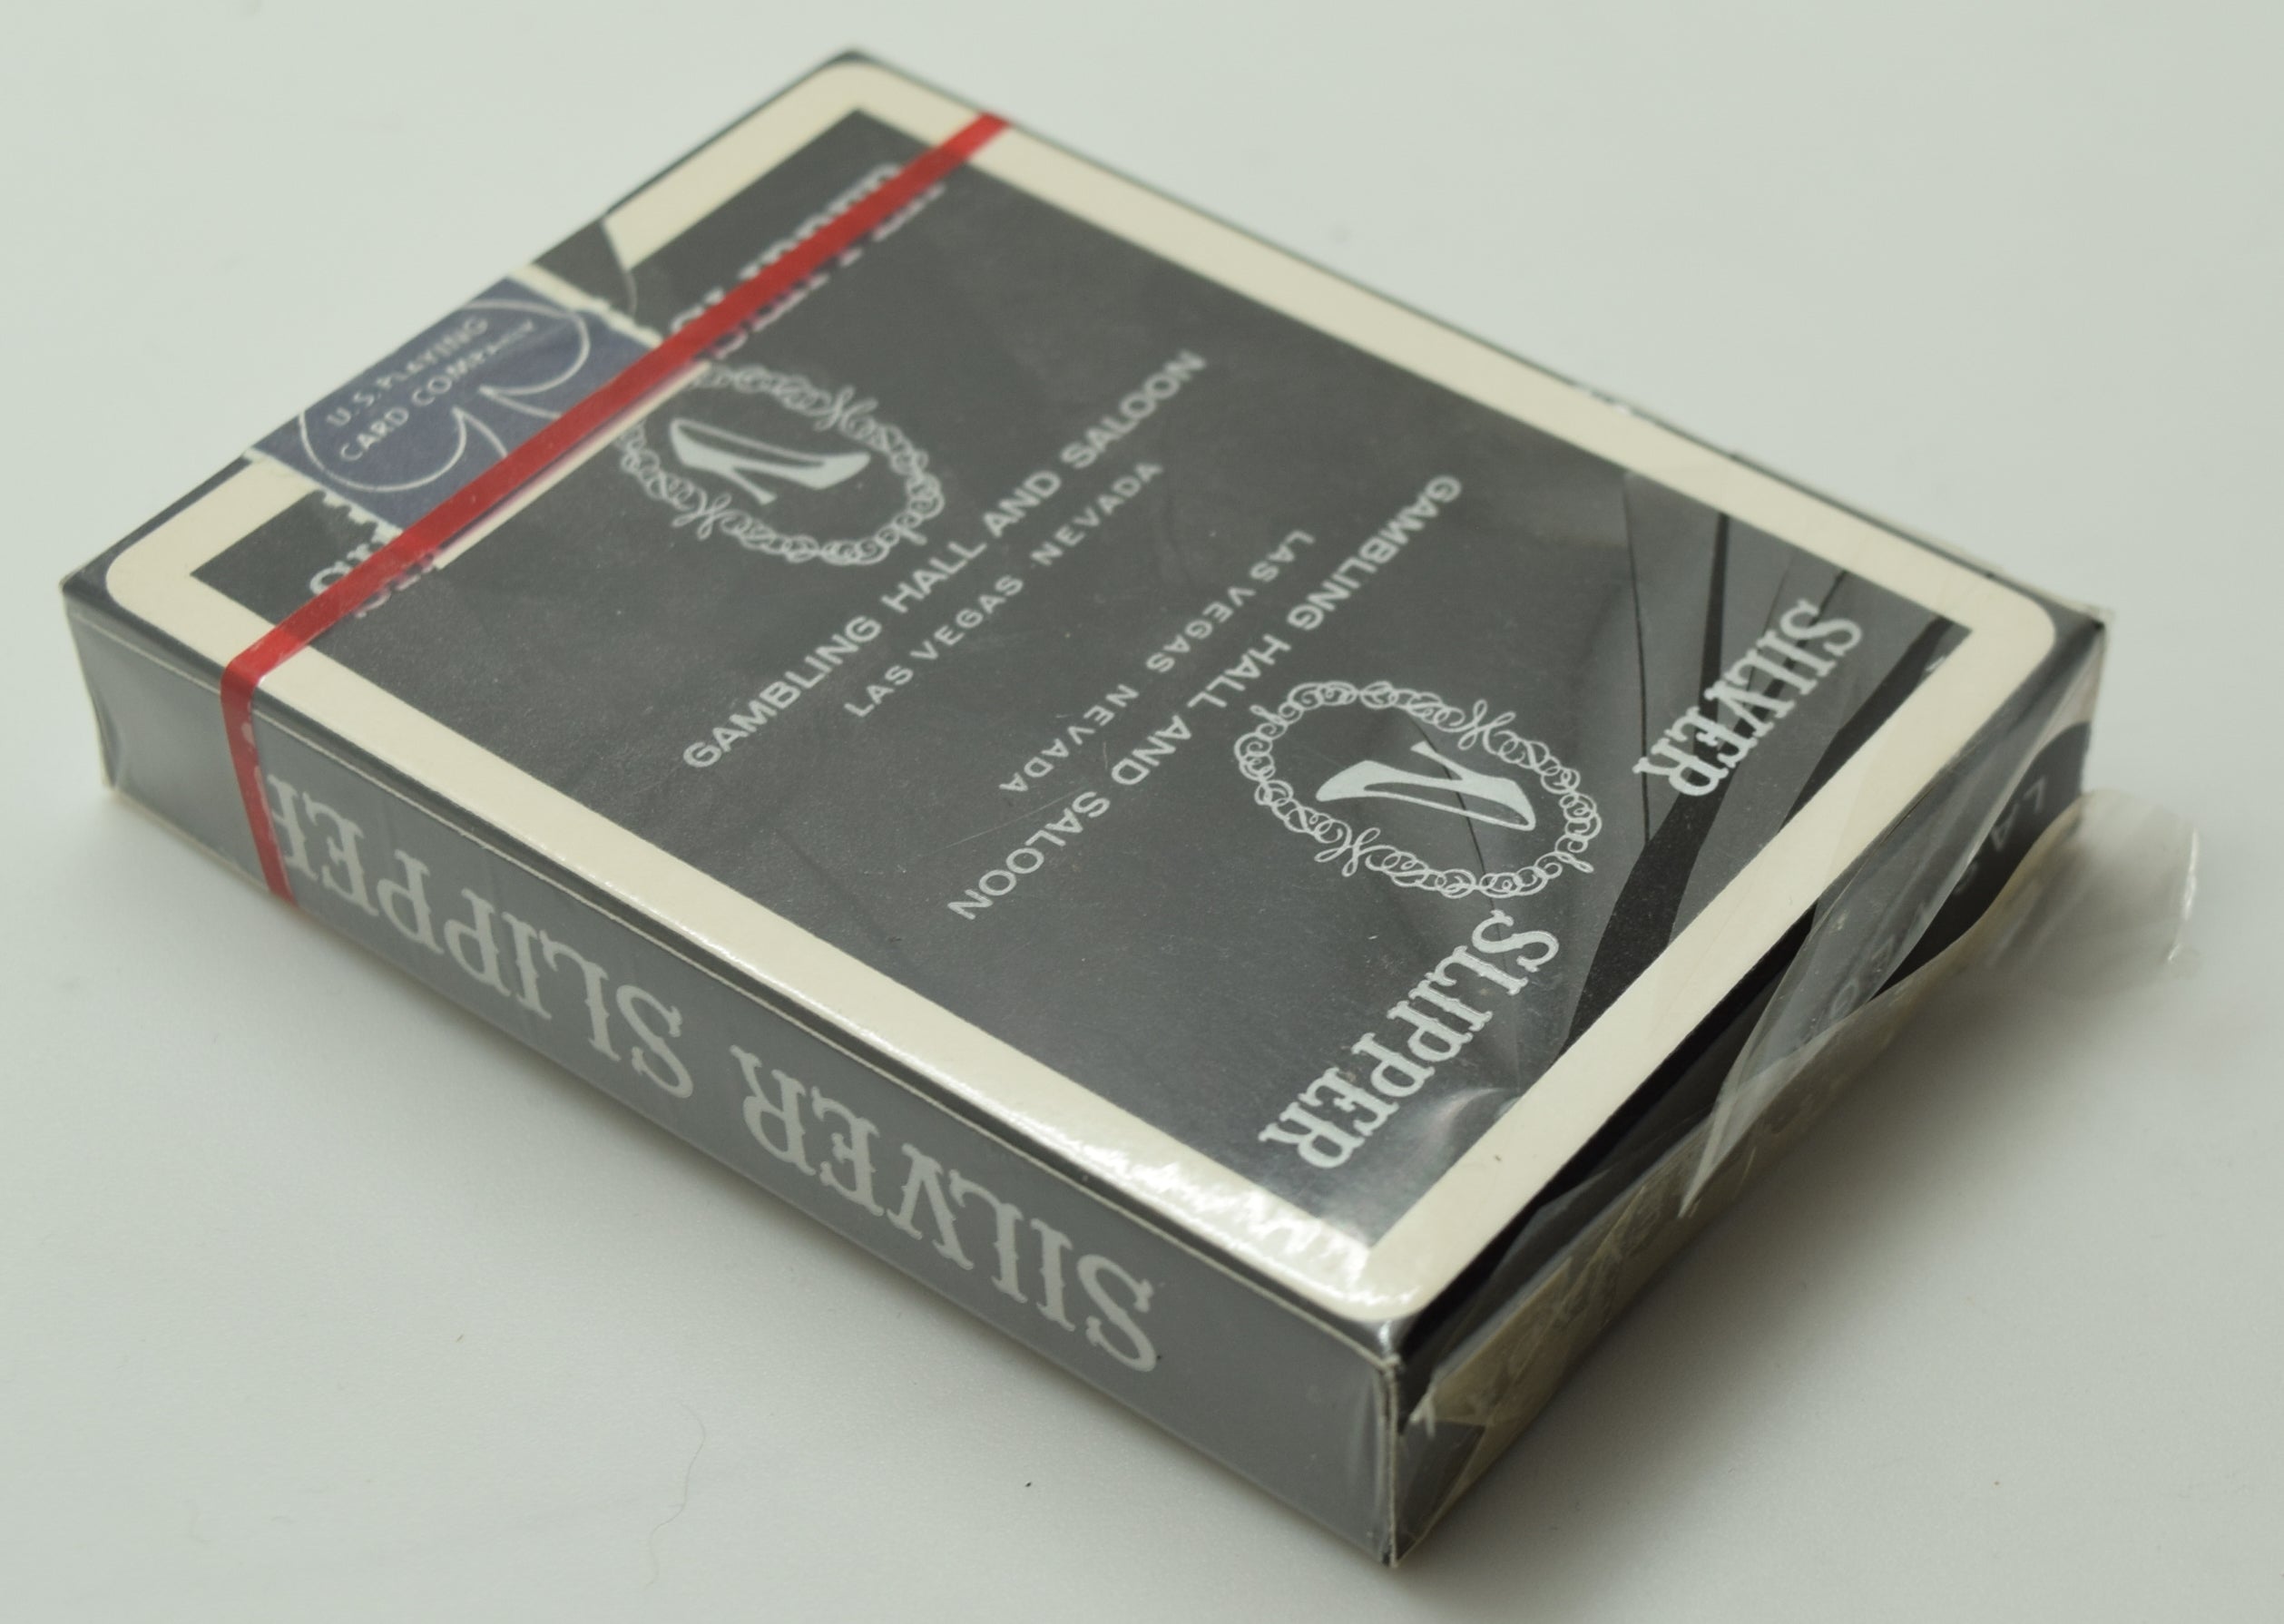 U.S. PLAYING
CARD COMPANY
GAMBLING HALL AND SALOON
LAS VEGAS NEVADA
GAMBLING HALL AND SALOON
LAS VEGAS NEVADA
SILVER SLIPPER
SILVER SLIPPER